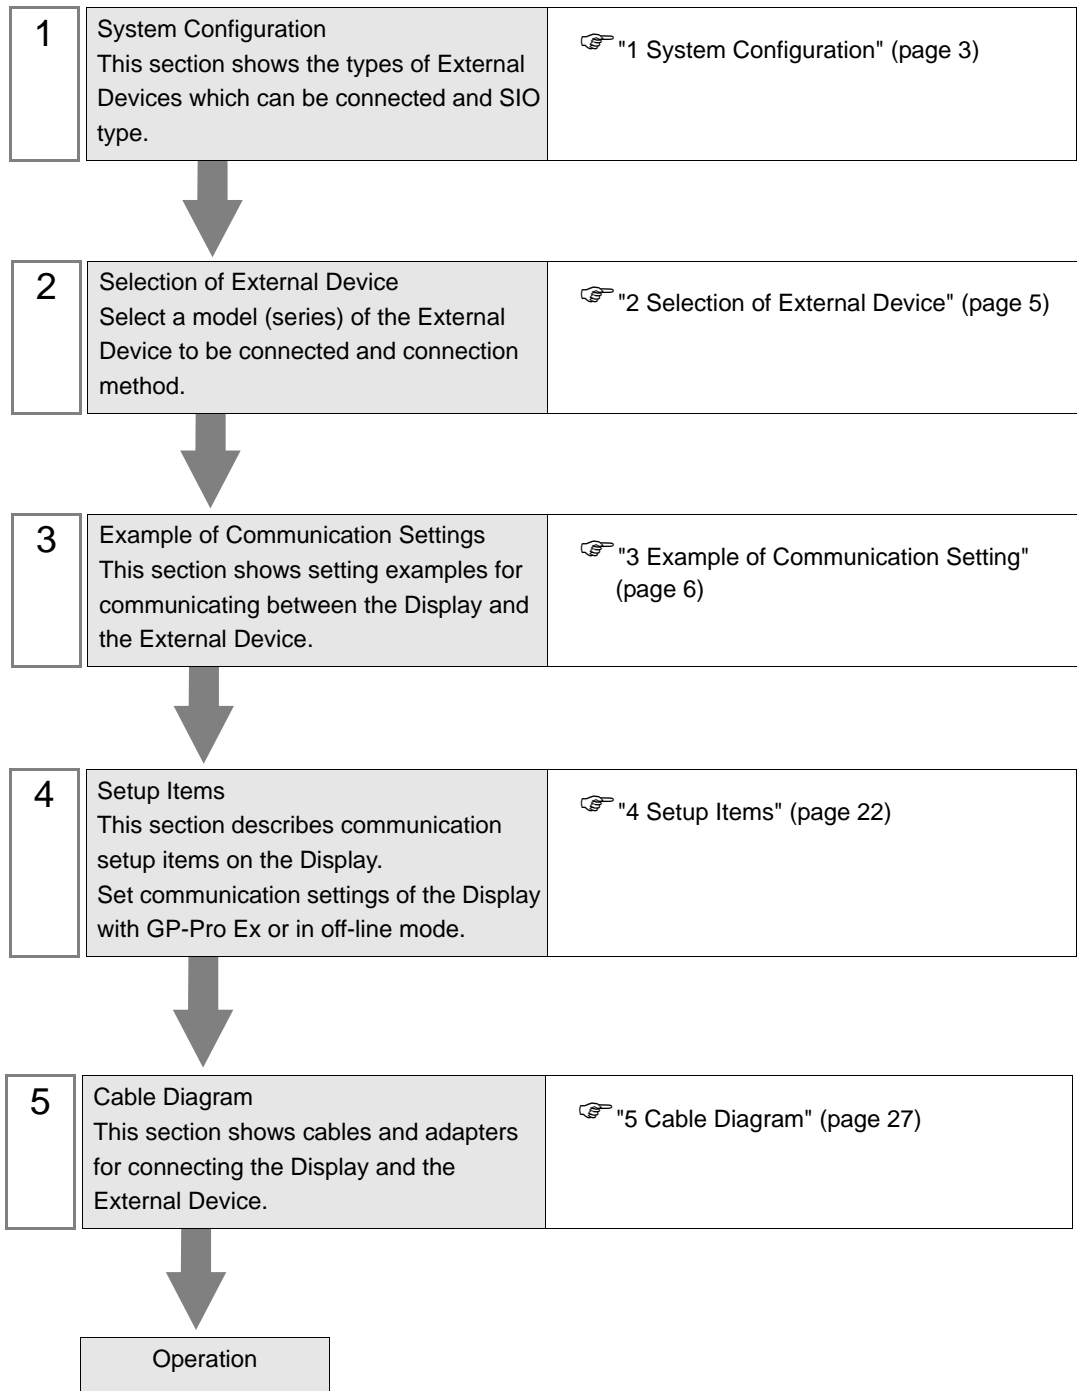 1
System Configuration
This section shows the types of External
Devices which can be connected and SIO
type.
"1 System Configuration" (page 3)
2
Selection of External Device
Select a model (series) of the External
Device to be connected and connection
method.
"2 Selection of External Device" (page 5)
3
Example of Communication Settings
This section shows setting examples for
communicating between the Display and
the External Device.
"3 Example of Communication Setting"
(page 6)
4
Setup Items
This section describes communication
setup items on the Display.
Set communication settings of the Display
with GP-Pro Ex or in off-line mode.
"4 Setup Items" (page 22)
5
Cable Diagram
This section shows cables and adapters
for connecting the Display and the
External Device.
"5 Cable Diagram" (page 27)
Operation